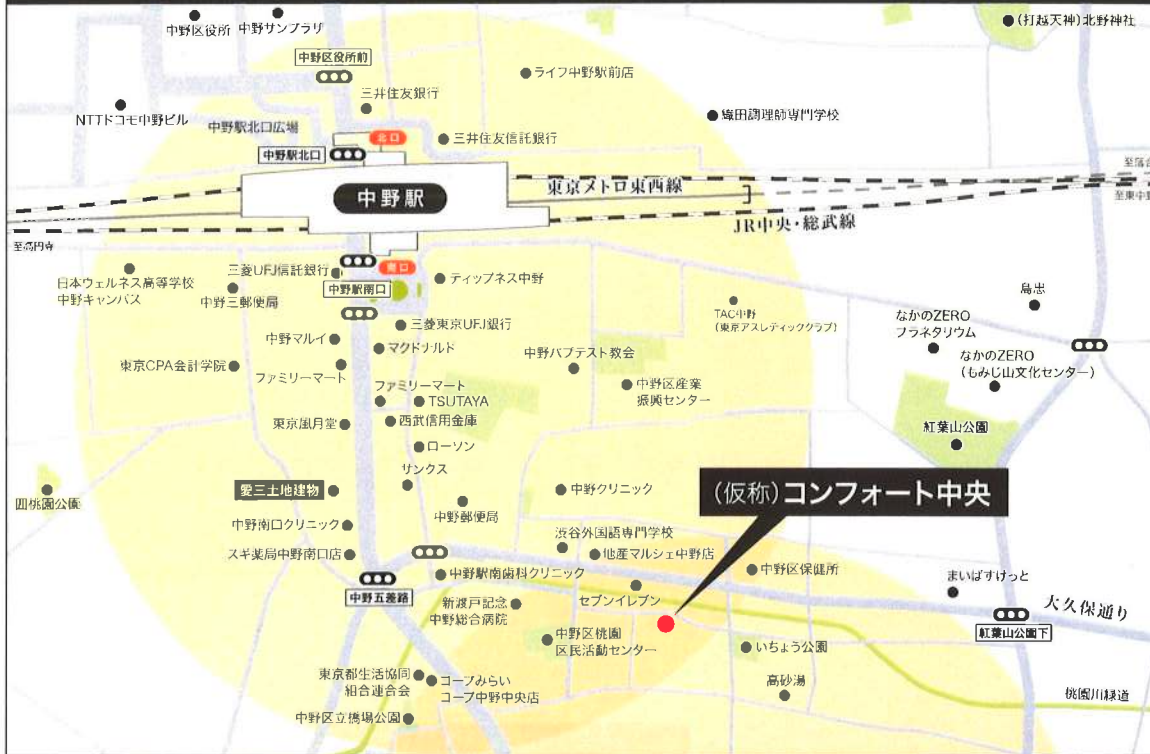 中野区役所
中野サンプラザ
(打越天神)北野神社
中野区役所前
ライフ中野駅前店
三井住友銀行
NTTドコモ中野ビル
織田調理師専門学校
中野駅北口広場
北口
三井住友信託銀行
中野駅北口
中野駅
東京メトロ東西線
JR中央・総武線
至高円寺
日本ウェルネス高等学校
中野キャンパス
三菱UFJ信託銀行
南口
ティップネス中野
中野三郵便局
中野駅南口
島忠
TAC中野
(東京アスレティッククラブ)
なかのZERO
プラネタリウム
三菱東京UFJ銀行
中野マルイ
マクドナルド
中野バプテスト教会
なかのZERO
(もみじ山文化センター)
東京CPA会計学院
ファミリーマート
ファミリーマート
TSUTAYA
中野区産業
振興センター
東京風月堂
西武信用金庫
紅葉山公園
ローソン
サンクス
愛三土地建物
中野クリニック
(仮称)コンフォート中央
囲桃園公園
中野郵便局
中野南口クリニック
渋谷外国語専門学校
スギ薬局中野南口店
地産マルシェ中野店
中野駅南歯科クリニック
中野区保健所
まいばすけっと
中野五差路
セブンイレブン
大久保通り
新渡戸記念
中野総合病院
紅葉山公園下
中野区桃園
区民活動センター
いちょう公園
東京都生活協同
組合連合会
コープみらい
コープ中野中央店
高砂湯
桃園川緑道
中野区立橋場公園